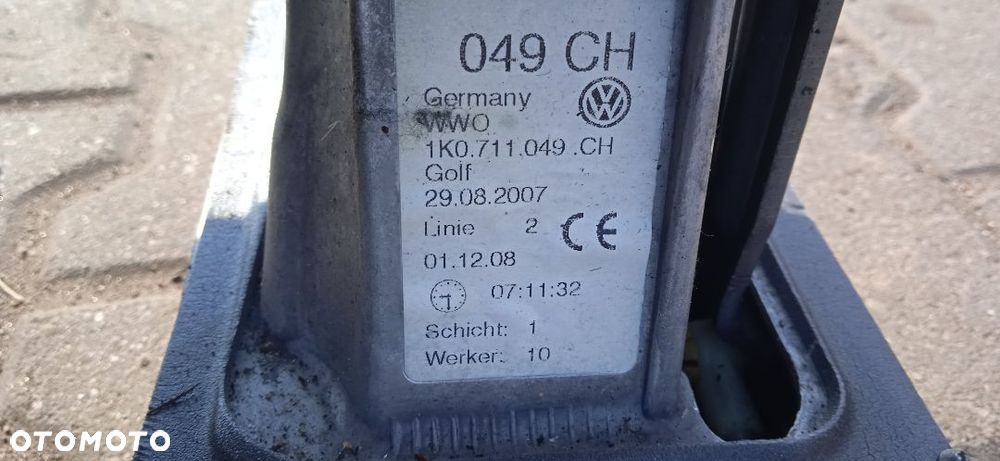 049 CH
Germany
WWO
1K0.711.049 .CH
Golf
29.08.2007
Linie 2 CE
01.12.08
07:11:32
Schicht: 1
Werker: 10
OTOMOTO